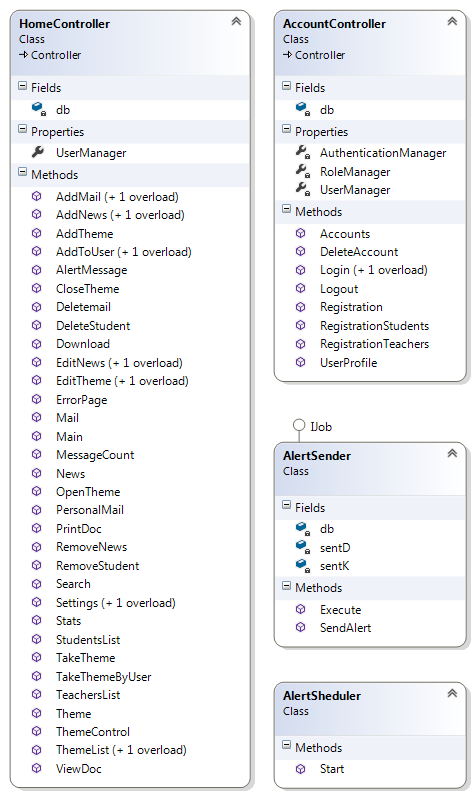 HomeController
Class
Controller
Fields
db
Properties
UserManager
Methods
AddMail (+ 1 overload)
AddNews (+ 1 overload)
AddTheme
AddToUser (+ 1 overload)
AlertMessage
CloseTheme
Deletemail
DeleteStudent
Download
EditNews (+ 1 overload)
EditTheme (+ 1 overload)
ErrorPage
Mail
Main
MessageCount
News
OpenTheme
PersonalMail
PrintDoc
RemoveNews
RemoveStudent
Search
Settings (+ 1 overload)
Stats
StudentsList
TakeTheme
TakeThemeByUser
TeachersList
Theme
ThemeControl
ThemeList (+ 1 overload)
ViewDoc
AccountController
Class
Controller
Fields
db
Properties
AuthenticationManager
RoleManager
UserManager
Methods
Accounts
DeleteAccount
Login (+ 1 overload)
Logout
Registration
RegistrationStudents
RegistrationTeachers
UserProfile
IJob
AlertSender
Class
Fields
db
sentD
sentK
Methods
Execute
SendAlert
AlertSheduler
Class
Methods
Start